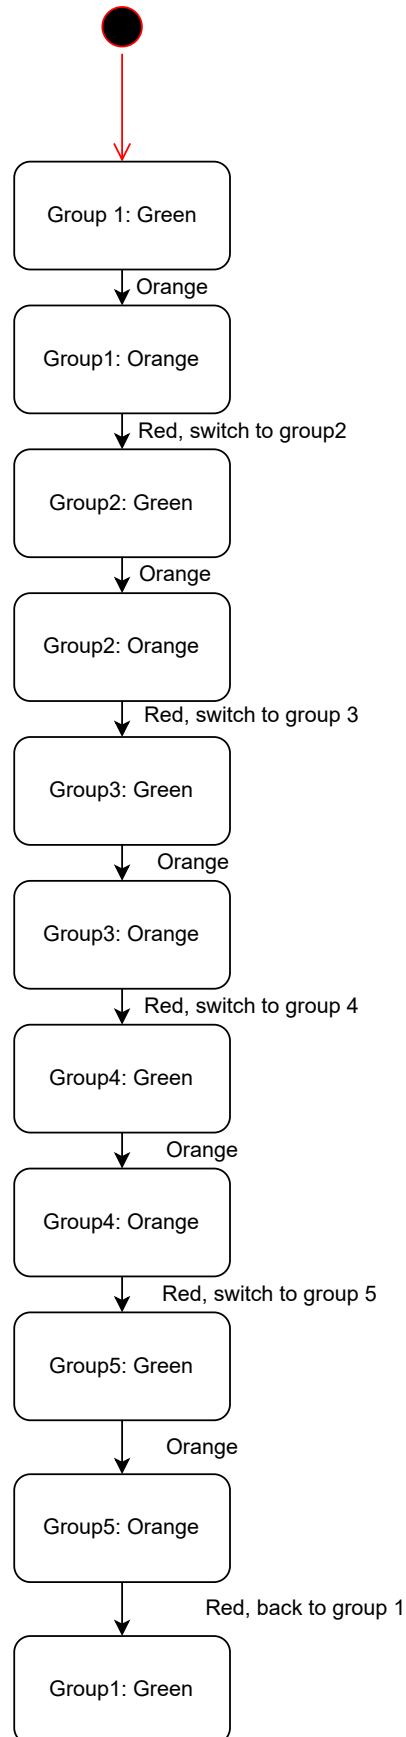 Group 1: Green
Orange
Group1: Orange
Red, switch to group2
Group2: Green
Orange
Group2: Orange
Red, switch to group 3
Group3: Green
Orange
Group3: Orange
Red, switch to group 4
Group4: Green
Orange
Group4: Orange
Red, switch to group 5
Group5: Green
Orange
Group5: Orange
Red, back to group 1
Group1: Green